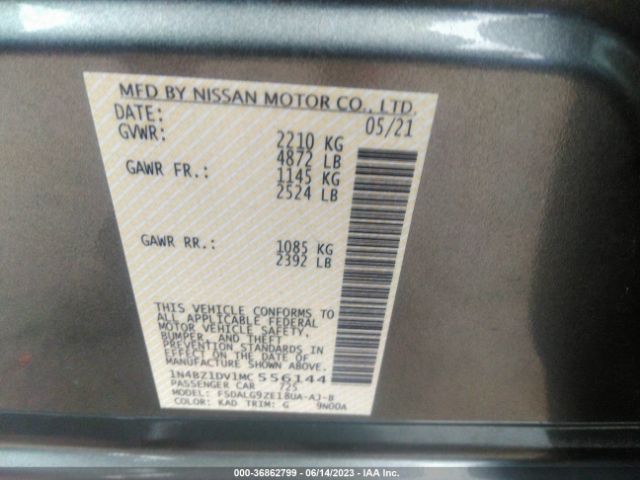 MFD BY NISSAN MOTOR CO., LTD.
DATE: 05/21
GVWR: 2210 KG
4872 LB
GAWR FR.: 1145 KG
2524 LB
GAWR RR.: 1085 KG
2392 LB
THIS VEHICLE CONFORMS TO
ALL APPLICABLE FEDERAL
MOTOR VEHICLE SAFETY,
BUMPER, AND THEFT
PREVENTION STANDARDS IN
EFFECT ON THE DATE OF
MANUFACTURE SHOWN ABOVE.
1N4BZ1DV1MC 556144
PASSENGER CAR 725
MODEL: FSDALG9ZE18UA-AJ-B
COLOR: KAD TRIM: G 9N00A
000-36862799 - 06/14/2023 - IAA Inc.